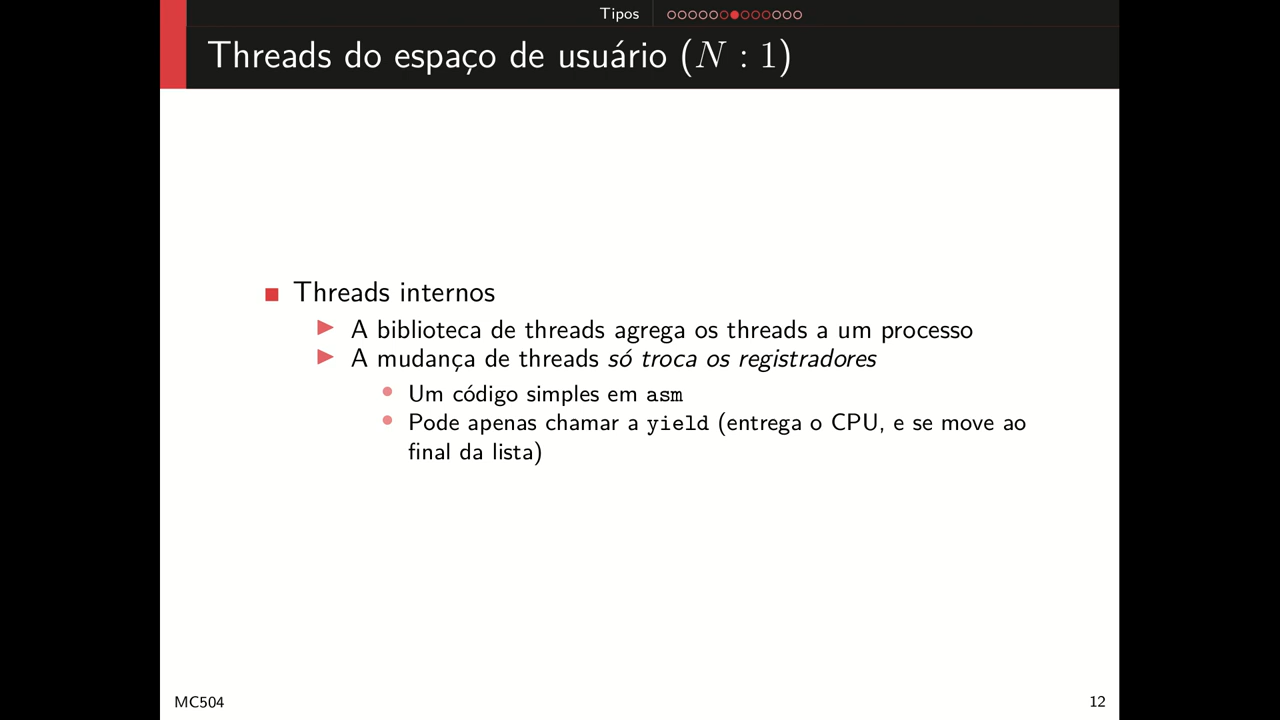 Tipos
Threads do espaço de usuário (N : 1)
Threads internos
A biblioteca de threads agrega os threads a um processo
A mudança de threads só troca os registradores
Um código simples em asm
Pode apenas chamar a yield (entrega o CPU, e se move ao
final da lista)
MC504
12